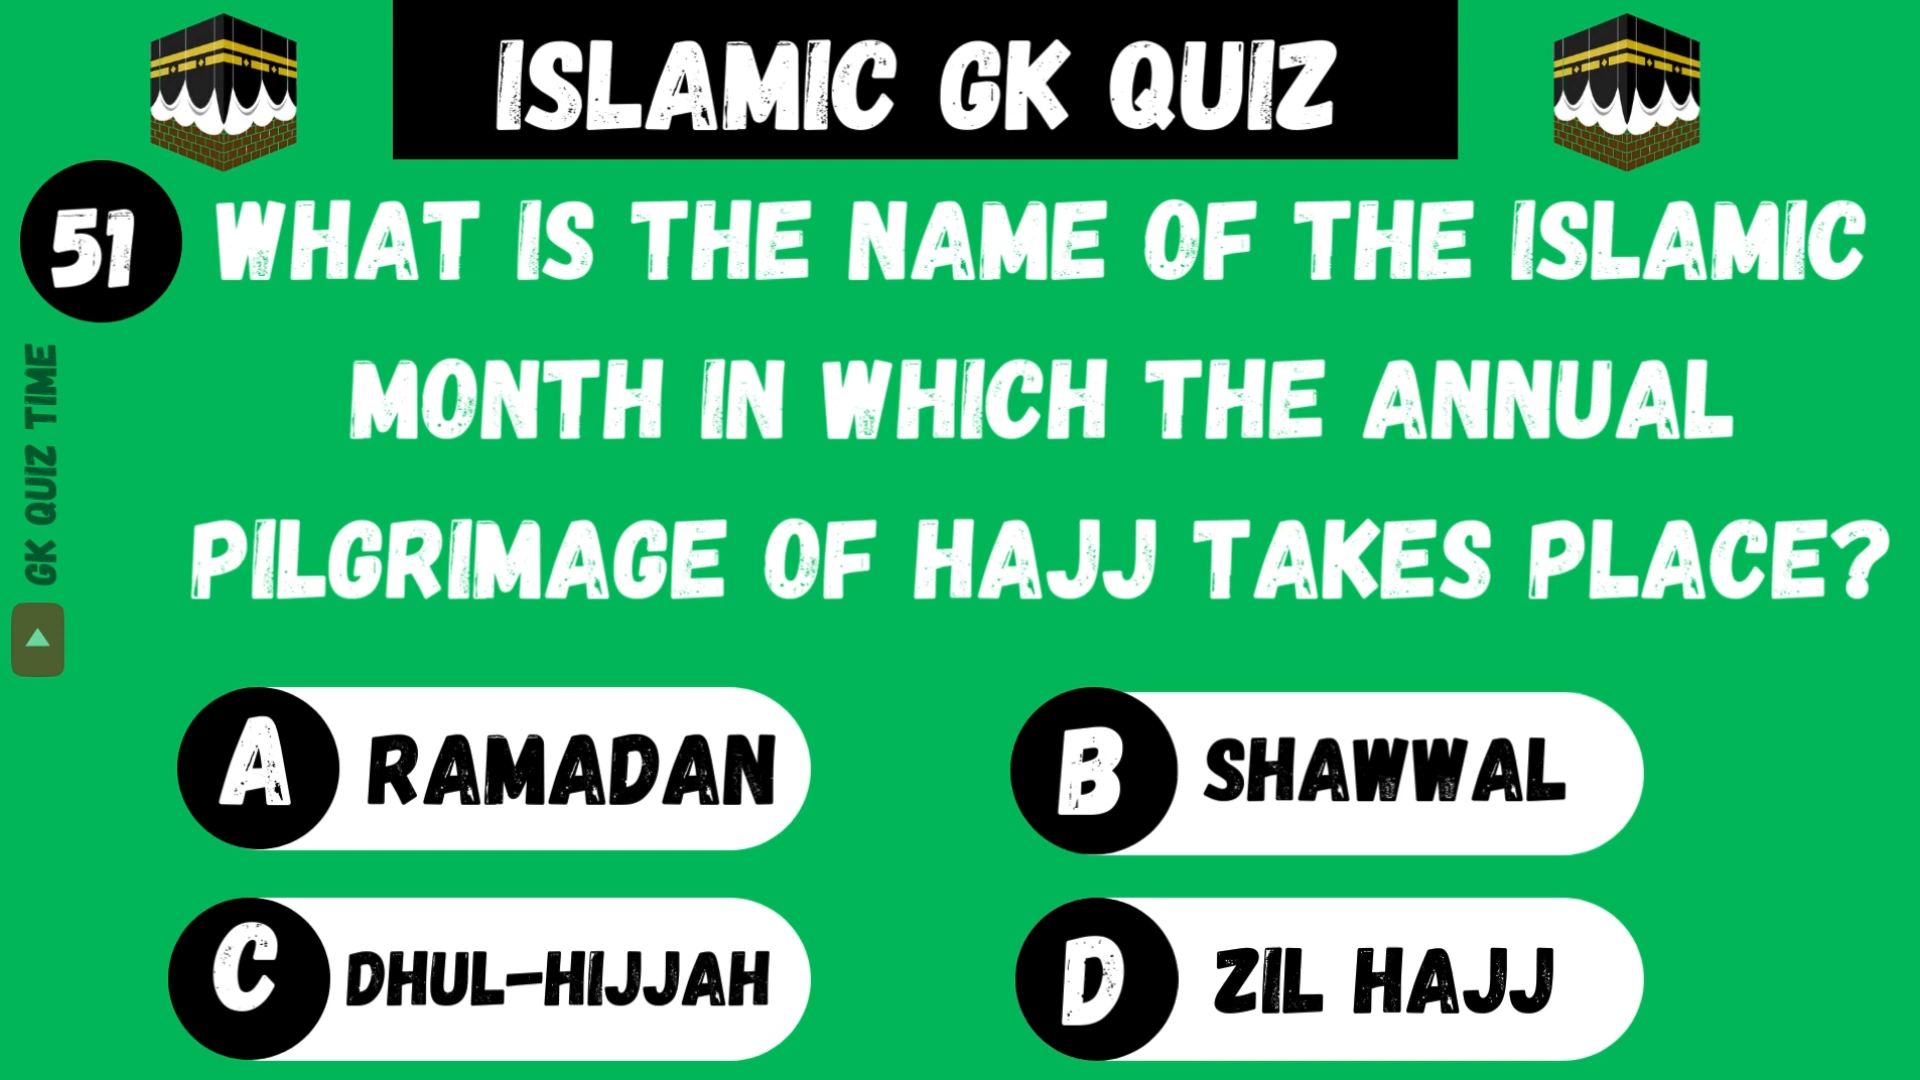 ISLAMIC GK QUIZ
51
WHAT IS THE NAME OF THE ISLAMIC
MONTH IN WHICH THE ANNUAL
PILGRIMAGE OF HAJJ TAKES PLACE?
GK QUIZ TIME
A RAMADAN
B SHAWWAL
C DHUL-HIJJAH
D ZIL HAJJ